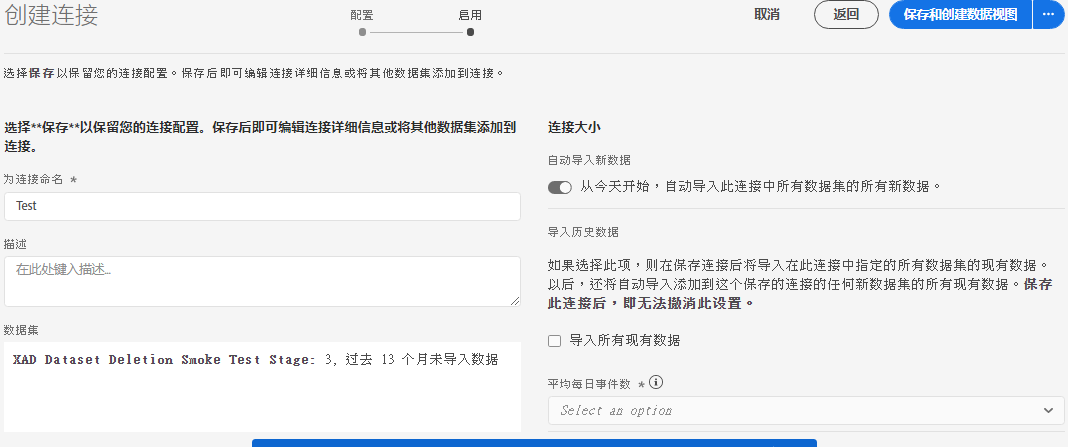 创建连接
配置
启用
取消
返回
保存和创建数据视图
···
选择保存以保留您的连接配置。保存后即可编辑连接详细信息或将其他数据集添加到连接。
选择**保存**以保留您的连接配置。保存后即可编辑连接详细信息或将其他数据集添加到
连接。
为连接命名 *
Test
描述
在此处键入描述...
数据集
XAD Dataset Deletion Smoke Test Stage: 3, 过去 13 个月未导入数据
连接大小
自动导入新数据
从今天开始，自动导入此连接中所有数据集的所有新数据。
导入历史数据
如果选择此项，则在保存连接后将导入在此连接中指定的所有数据集的现有数据。
以后，还将自动导入添加到这个保存的连接的任何新数据集的所有现有数据。保存
此连接后，即无法撤消此设置。
导入所有现有数据
平均每日事件数 *
Select an option